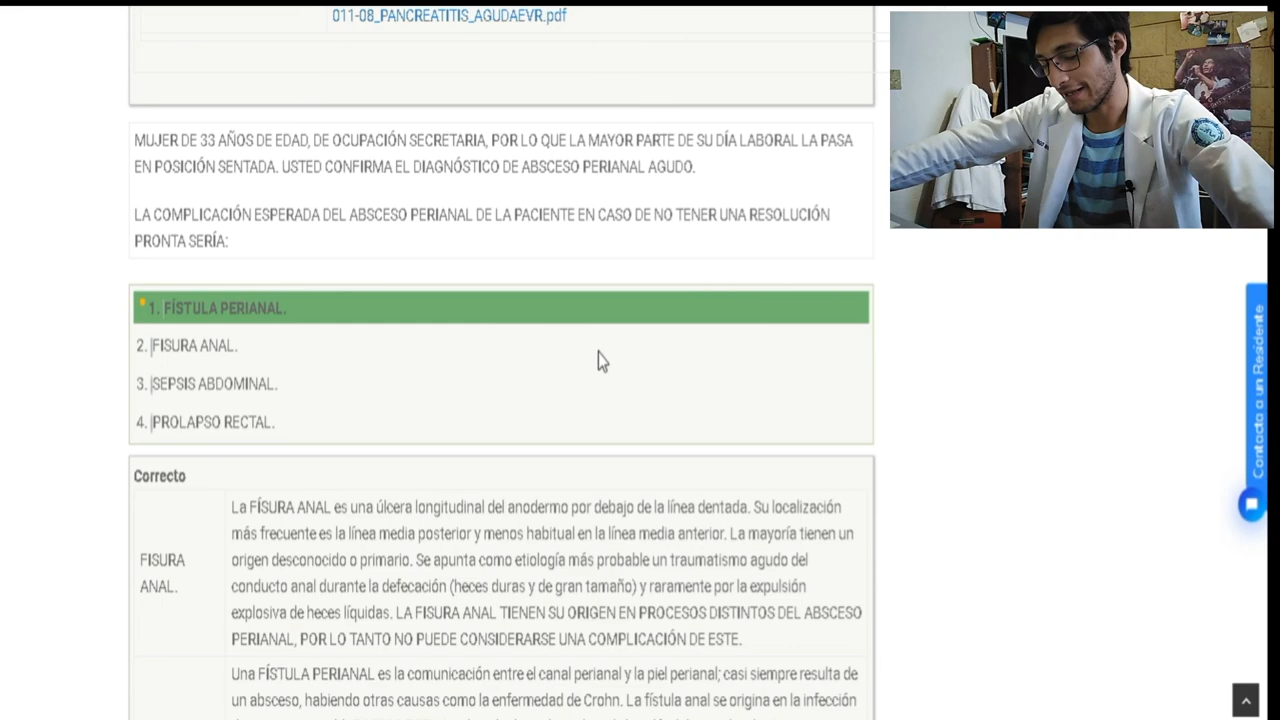 011-08_PANCREATITIS_AGUDAEVR.pdf
MUJER DE 33 AÑOS DE EDAD, DE OCUPACIÓN SECRETARIA, POR LO QUE LA MAYOR PARTE DE SU DÍA LABORAL LA PASA
EN POSICIÓN SENTADA. USTED CONFIRMA EL DIAGNÓSTICO DE ABSCESO PERIANAL AGUDO.
LA COMPLICACIÓN ESPERADA DEL ABSCESO PERIANAL DE LA PACIENTE EN CASO DE NO TENER UNA RESOLUCIÓN
PRONTA SERÍA:
1. FÍSTULA PERIANAL.
2. FISURA ANAL.
3. SEPSIS ABDOMINAL.
4. PROLAPSO RECTAL.
Correcto
FISURA
ANAL.
La FÍSURA ANAL es una úlcera longitudinal del anodermo por debajo de la línea dentada. Su localización
más frecuente es la línea media posterior y menos habitual en la línea media anterior. La mayoría tienen un
origen desconocido o primario. Se apunta como etiología más probable un traumatismo agudo del
conducto anal durante la defecación (heces duras y de gran tamaño) y raramente por la expulsión
explosiva de heces líquidas. LA FISURA ANAL TIENEN SU ORIGEN EN PROCESOS DISTINTOS DEL ABSCESO
PERIANAL, POR LO TANTO NO PUEDE CONSIDERARSE UNA COMPLICACIÓN DE ESTE.
Una FÍSTULA PERIANAL es la comunicación entre el canal perianal y la piel perianal; casi siempre resulta de
un absceso, habiendo otras causas como la enfermedad de Crohn. La fístula anal se origina en la infección
Contacta a un Residente